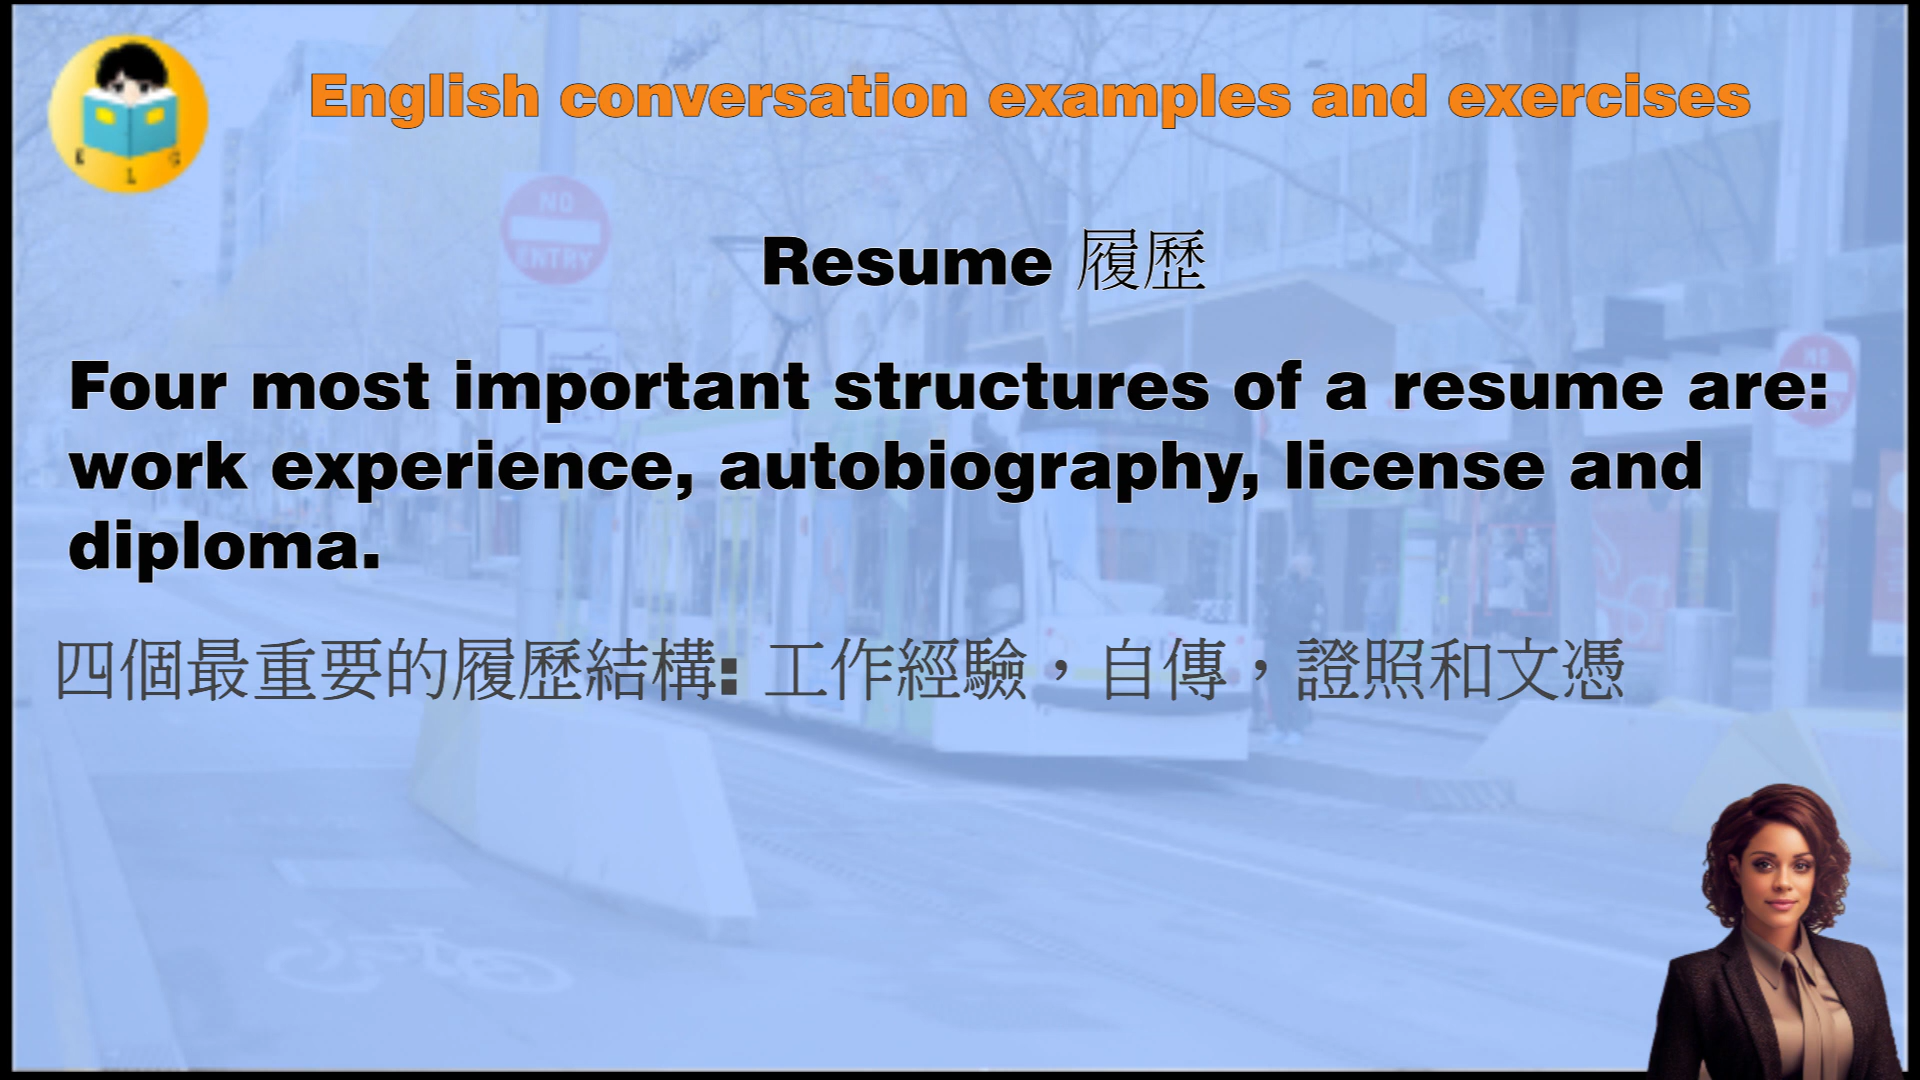 English conversation examples and exercises
K L G
NO
ENTRY
Resume 履歷
Four most important structures of a resume are:
work experience, autobiography, license and
diploma.
四個最重要的履歷結構: 工作經驗，自傳，證照和文憑